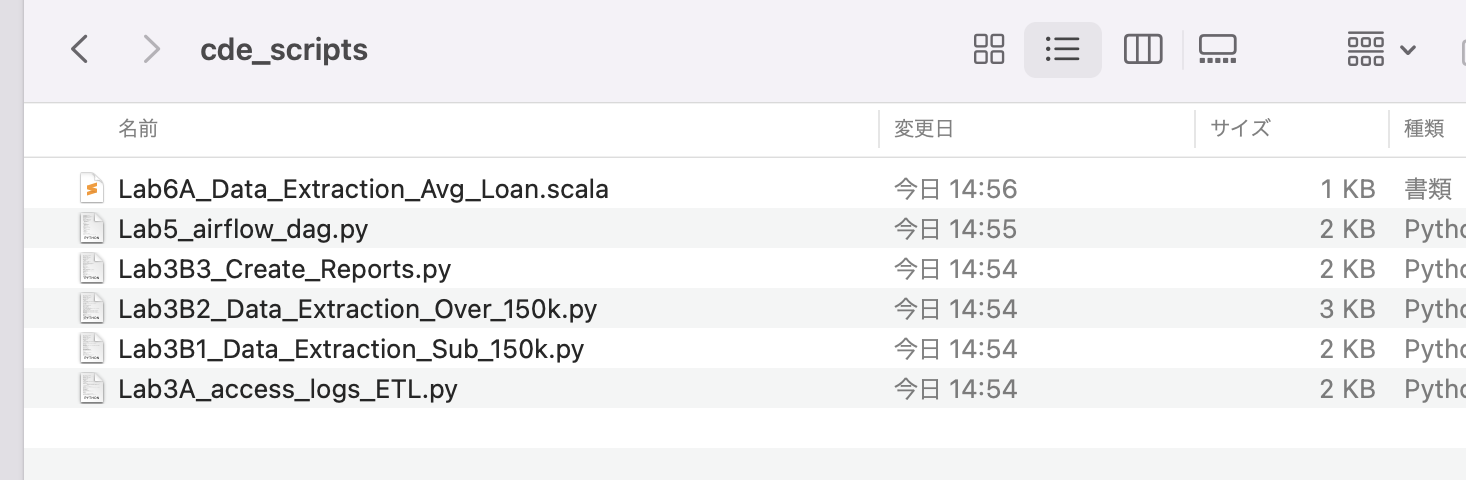 cde_scripts
名前 変更日 サイズ 種類
Lab6A_Data_Extraction_Avg_Loan.scala 今日 14:56 1 KB 書類
Lab5_airflow_dag.py 今日 14:55 2 KB Pytho
Lab3B3_Create_Reports.py 今日 14:54 2 KB Pytho
Lab3B2_Data_Extraction_Over_150k.py 今日 14:54 3 KB Pytho
Lab3B1_Data_Extraction_Sub_150k.py 今日 14:54 2 KB Pytho
Lab3A_access_logs_ETL.py 今日 14:54 2 KB Pytho